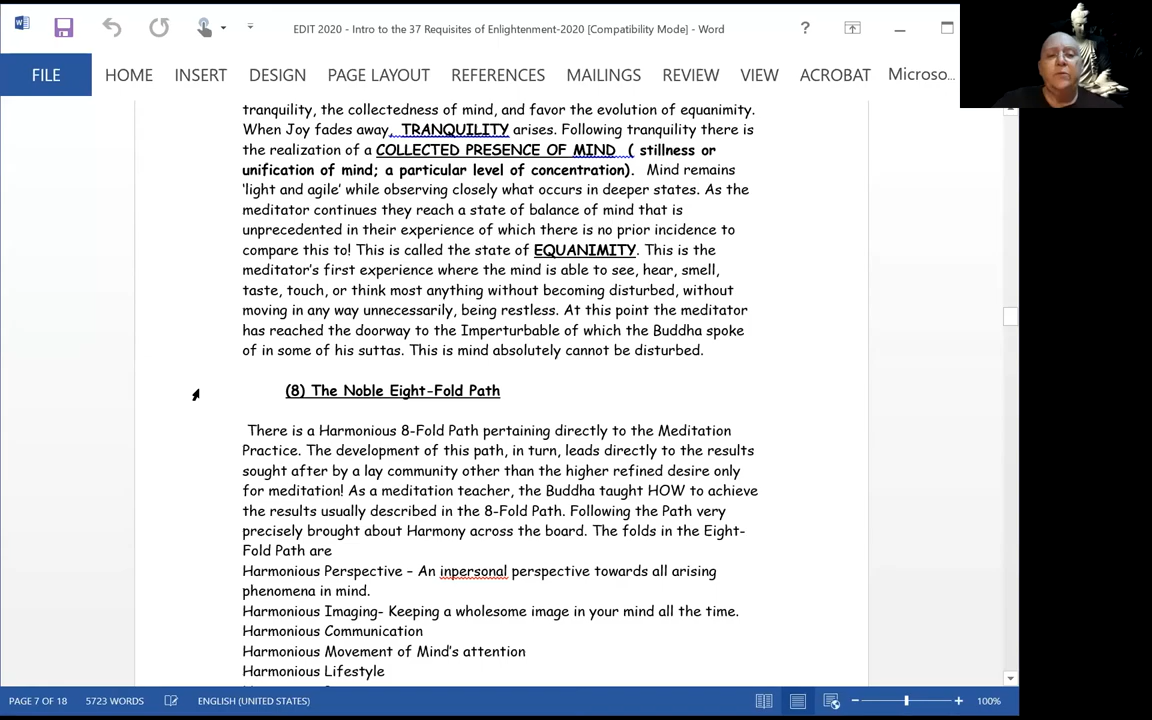 EDIT 2020 - Intro to the 37 Requisites of Enlightenment-2020 [Compatibility Mode] - Word
FILE HOME INSERT DESIGN PAGE LAYOUT REFERENCES MAILINGS REVIEW VIEW ACROBAT Microso...
tranquility, the collectedness of mind, and favor the evolution of equanimity.
When Joy fades away, TRANQUILITY arises. Following tranquility there is
the realization of a COLLECTED PRESENCE OF MIND ( stillness or
unification of mind; a particular level of concentration). Mind remains
'light and agile' while observing closely what occurs in deeper states. As the
meditator continues they reach a state of balance of mind that is
unprecedented in their experience of which there is no prior incidence to
compare this to! This is called the state of EQUANIMITY. This is the
meditator's first experience where the mind is able to see, hear, smell,
taste, touch, or think most anything without becoming disturbed, without
moving in any way unnecessarily, being restless. At this point the meditator
has reached the doorway to the Imperturbable of which the Buddha spoke
of in some of his suttas. This is mind absolutely cannot be disturbed.
(8) The Noble Eight-Fold Path
There is a Harmonious 8-Fold Path pertaining directly to the Meditation
Practice. The development of this path, in turn, leads directly to the results
sought after by a lay community other than the higher refined desire only
for meditation! As a meditation teacher, the Buddha taught HOW to achieve
the results usually described in the 8-Fold Path. Following the Path very
precisely brought about Harmony across the board. The folds in the Eight-
Fold Path are
Harmonious Perspective – An inpersonal perspective towards all arising
phenomena in mind.
Harmonious Imaging- Keeping a wholesome image in your mind all the time.
Harmonious Communication
Harmonious Movement of Mind's attention
Harmonious Lifestyle
PAGE 7 OF 18 5723 WORDS ENGLISH (UNITED STATES) 100%